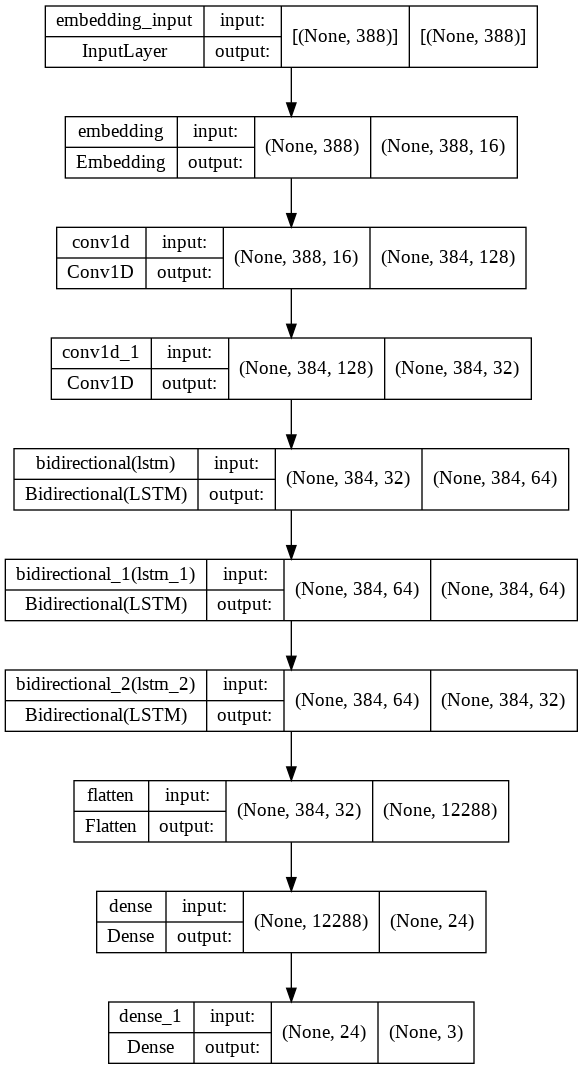 embedding_input input: [(None, 388)] [(None, 388)]
InputLayer output:
embedding input: (None, 388) (None, 388, 16)
Embedding output:
conv1d input: (None, 388, 16) (None, 384, 128)
Conv1D output:
conv1d_1 input: (None, 384, 128) (None, 384, 32)
Conv1D output:
bidirectional(lstm) input: (None, 384, 32) (None, 384, 64)
Bidirectional(LSTM) output:
bidirectional_1(lstm_1) input: (None, 384, 64) (None, 384, 64)
Bidirectional(LSTM) output:
bidirectional_2(lstm_2) input: (None, 384, 64) (None, 384, 32)
Bidirectional(LSTM) output:
flatten input: (None, 384, 32) (None, 12288)
Flatten output:
dense input: (None, 12288) (None, 24)
Dense output:
dense_1 input: (None, 24) (None, 3)
Dense output: